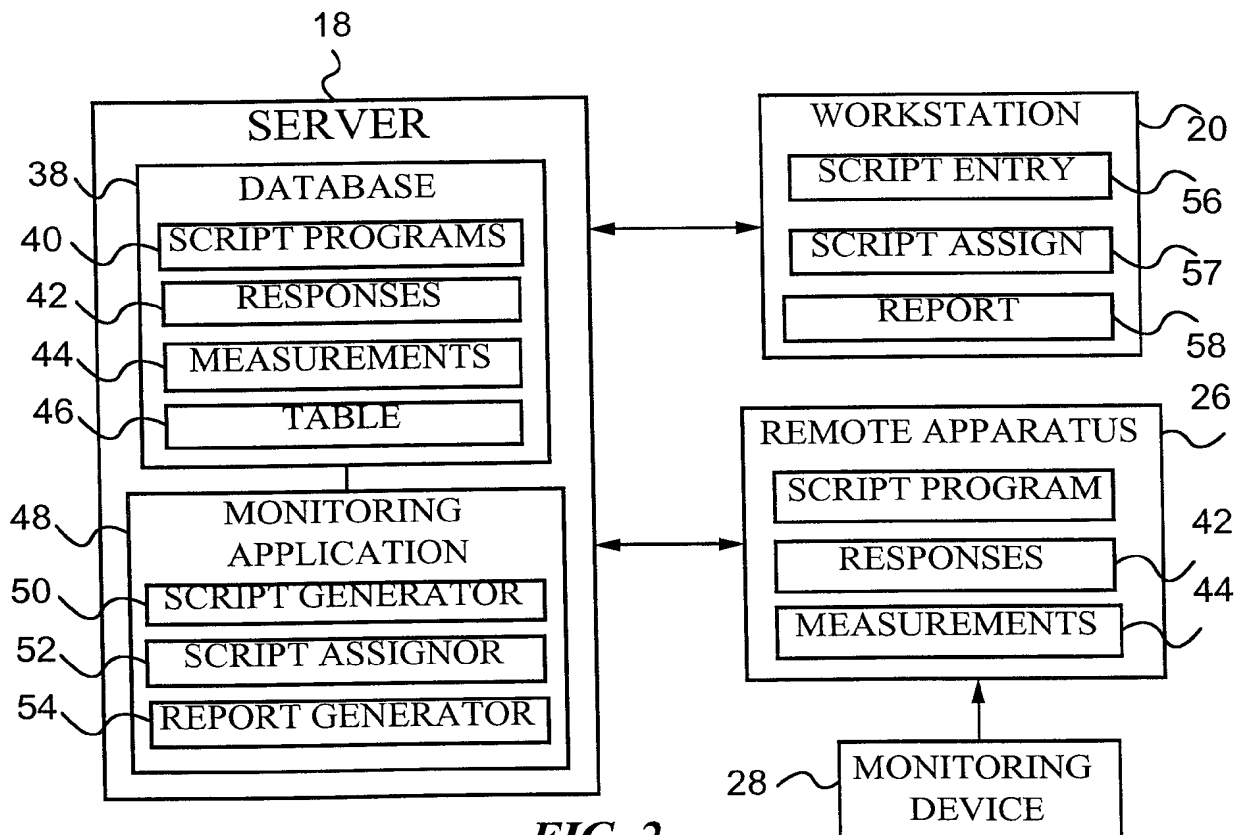 18
SERVER
38
DATABASE
40
SCRIPT PROGRAMS
42
RESPONSES
44
MEASUREMENTS
46
TABLE
48
MONITORING
APPLICATION
50
SCRIPT GENERATOR
52
SCRIPT ASSIGNOR
54
REPORT GENERATOR
WORKSTATION
20
SCRIPT ENTRY
56
SCRIPT ASSIGN
57
REPORT
58
26
REMOTE APPARATUS
SCRIPT PROGRAM
42
RESPONSES
44
MEASUREMENTS
28
MONITORING
DEVICE
FIG. 2